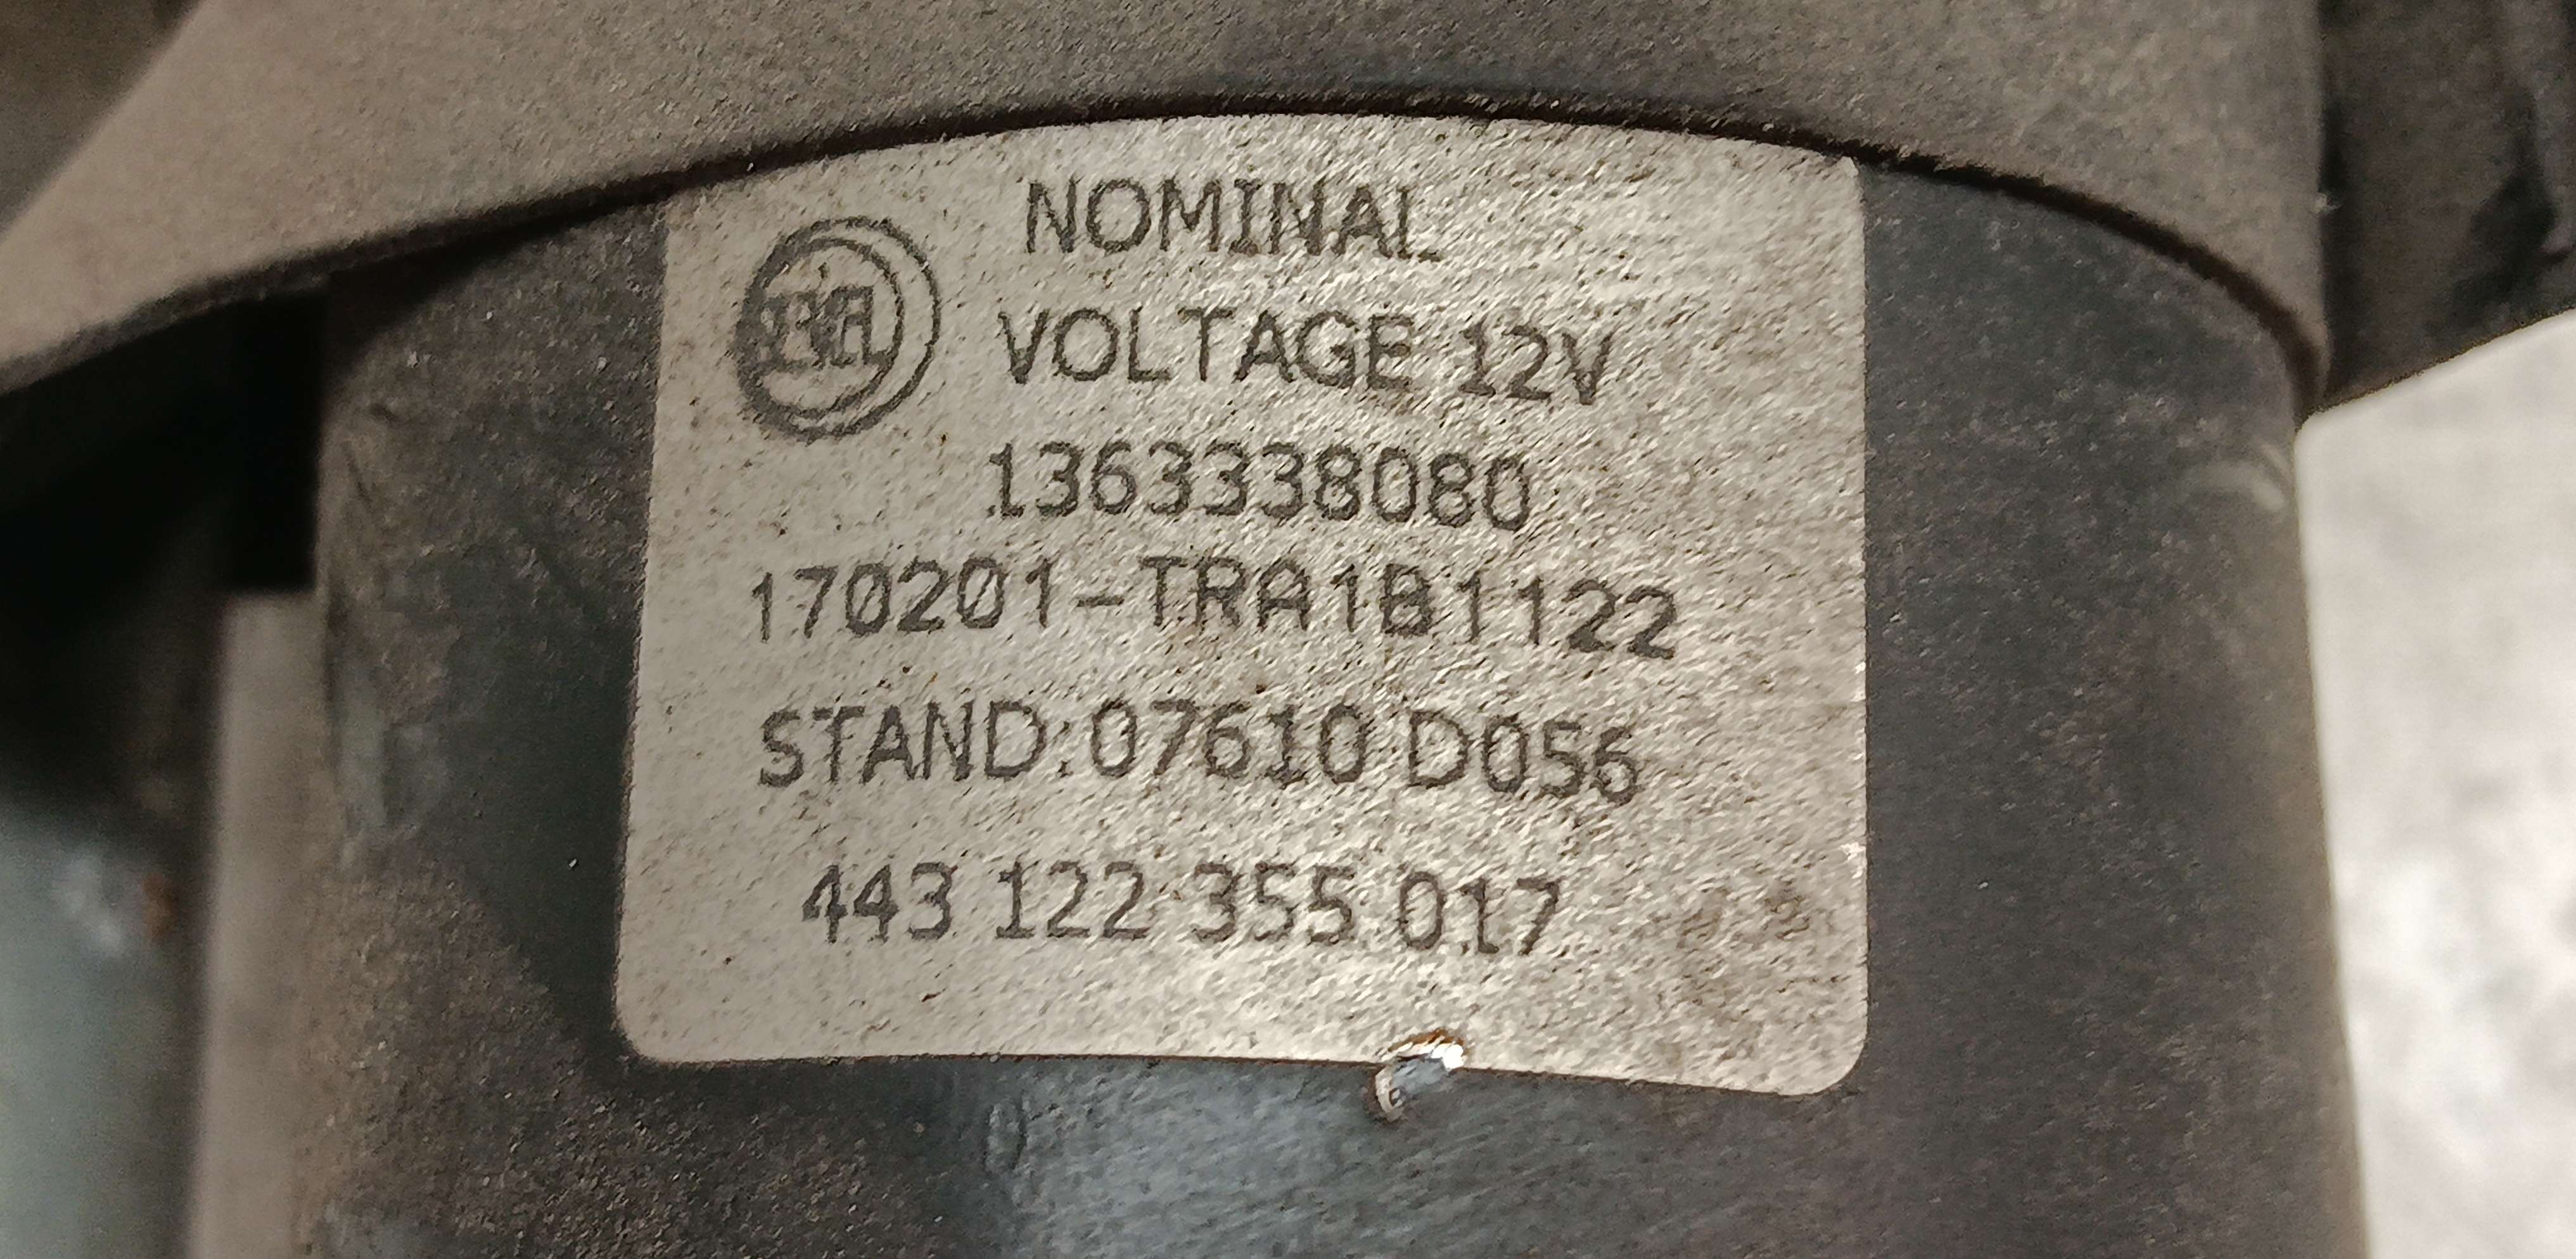 NOMINAL
VOLTAGE 12V
1363338080
170201-TRA1B1122
STAND:07610 D056
443 122 355 017